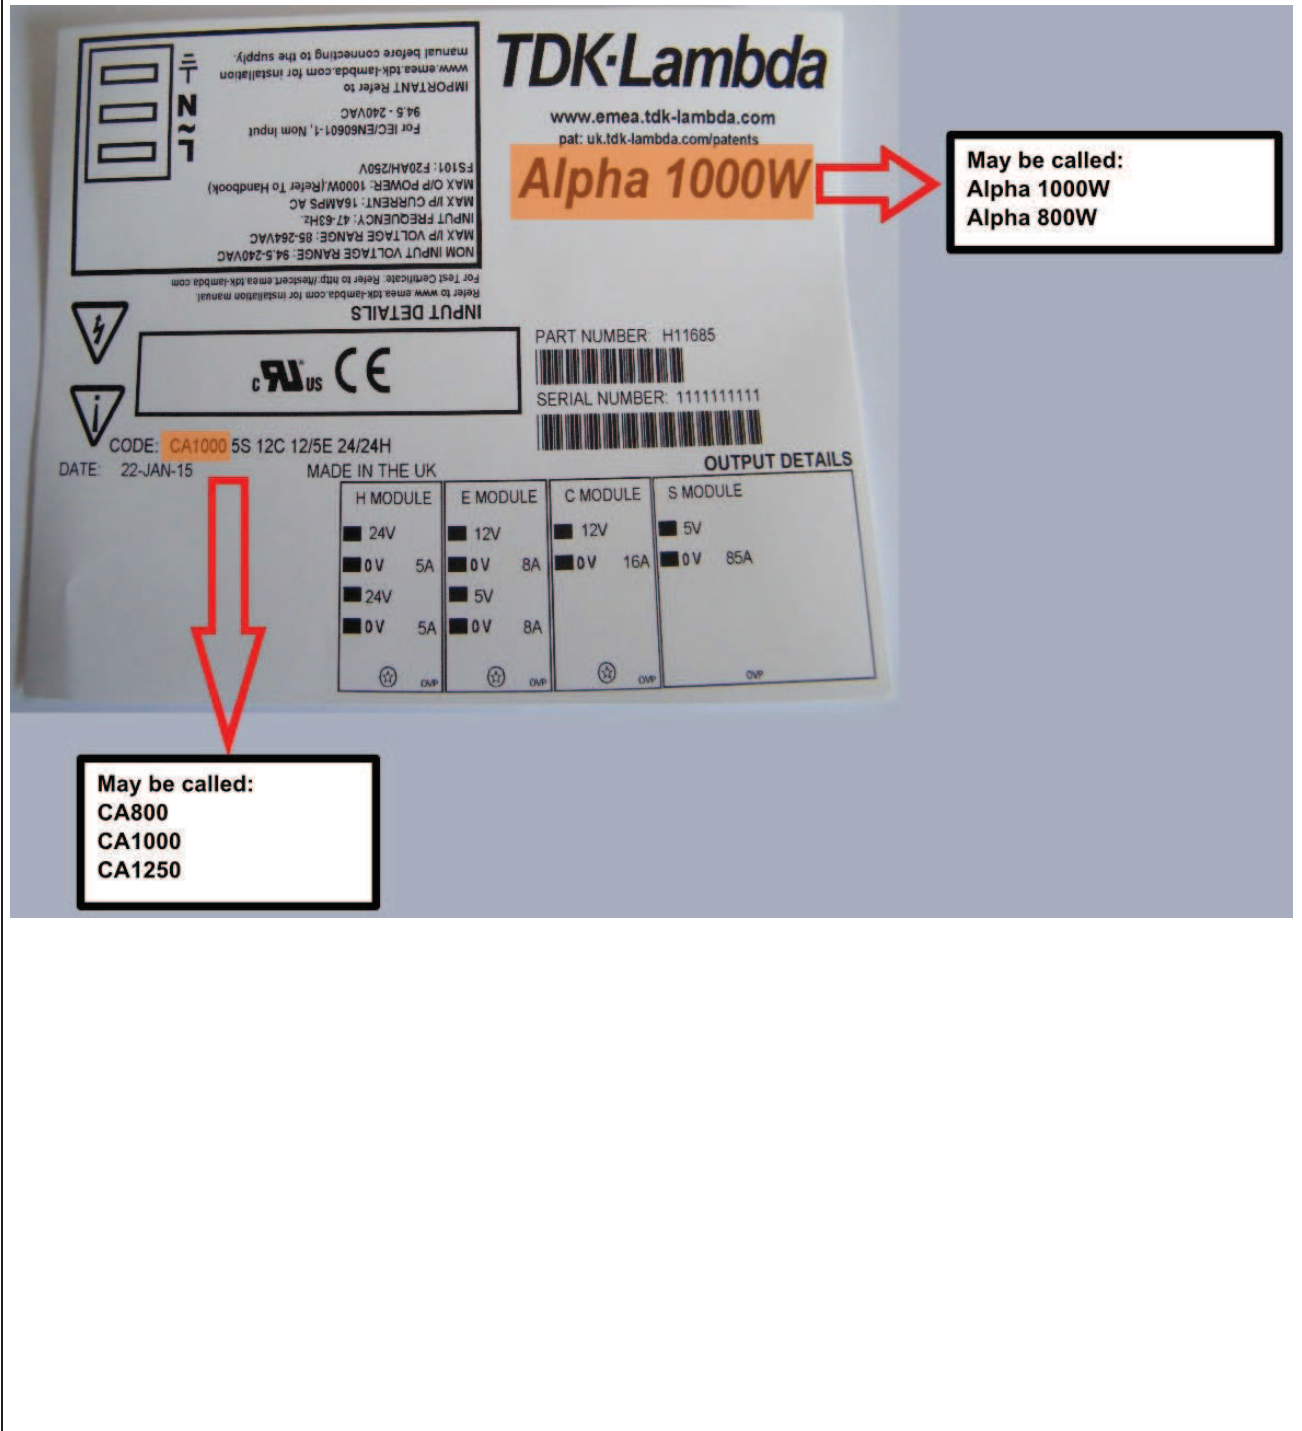 TDK·Lambda
www.emea.tdk-lambda.com
pat: uk.tdk-lambda.com/patents
Alpha 1000W
May be called:
Alpha 1000W
Alpha 800W
PART NUMBER: H11685
SERIAL NUMBER: 1111111111
INPUT DETAILS
Refer to www.emea.tdk-lambda.com for installation manual.
For Test Certificate: Refer to http://testcert.emea.tdk-lambda.com
NOM INPUT VOLTAGE RANGE: 94.5-240VAC
MAX I/P VOLTAGE RANGE: 85-264VAC
INPUT FREQUENCY: 47-63Hz.
MAX I/P CURRENT: 16AMPS AC
MAX O/P POWER: 1000W(Refer To Handbook)
FS101: F20AH/250V
For IEC/EN60601-1, Nom Input
94.5 - 240VAC
IMPORTANT Refer to
www.emea.tdk-lambda.com for installation
manual before connecting to the supply.
L
~
N
c RU us CE
i
CODE: CA1000 5S 12C 12/5E 24/24H
DATE: 22-JAN-15 MADE IN THE UK
OUTPUT DETAILS
H MODULE E MODULE C MODULE S MODULE
24V 12V 12V 5V
0V 5A 0V 8A 0V 16A 0V 85A
24V 5V
0V 5A 0V 8A
OVP OVP OVP OVP
May be called:
CA800
CA1000
CA1250